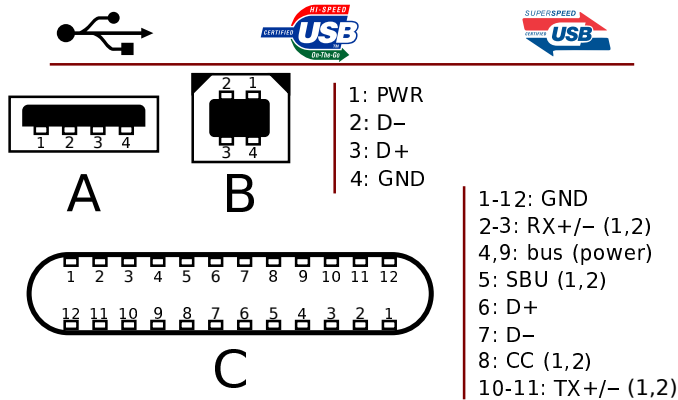 HI-SPEED
CERTIFIED USB TM
On-The-Go
SUPERSPEED
CERTIFIED USB
1 2 3 4
A
2 1
3 4
B
1: PWR
2: D−
3: D+
4: GND
1 2 3 4 5 6 7 8 9 10 11 12
12 11 10 9 8 7 6 5 4 3 2 1
C
1-12: GND
2-3: RX+/− (1,2)
4,9: bus (power)
5: SBU (1,2)
6: D+
7: D−
8: CC (1,2)
10-11: TX+/− (1,2)